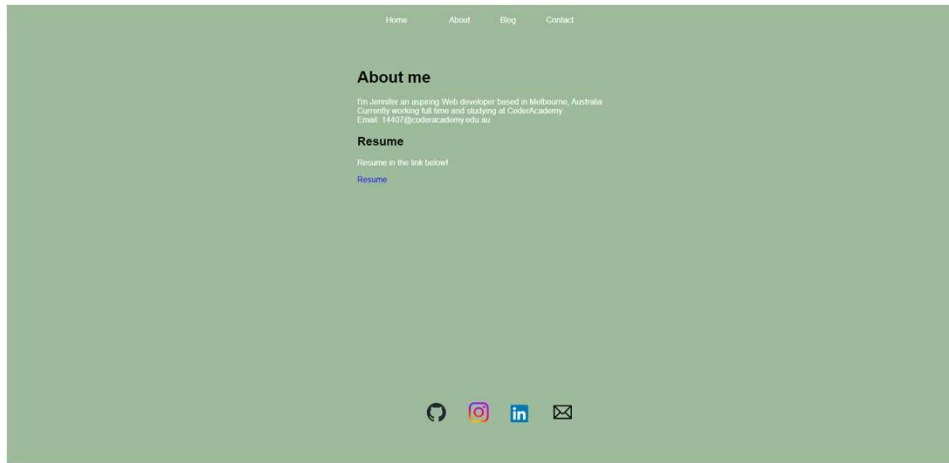 Home About Blog Contact
About me
I'm Jennifer an aspiring Web developer based in Melbourne, Australia
Currently working full time and studying at CoderAcademy
Email: 14407@coderacademy.edu.au
Resume
Resume in the link below!
Resume
in